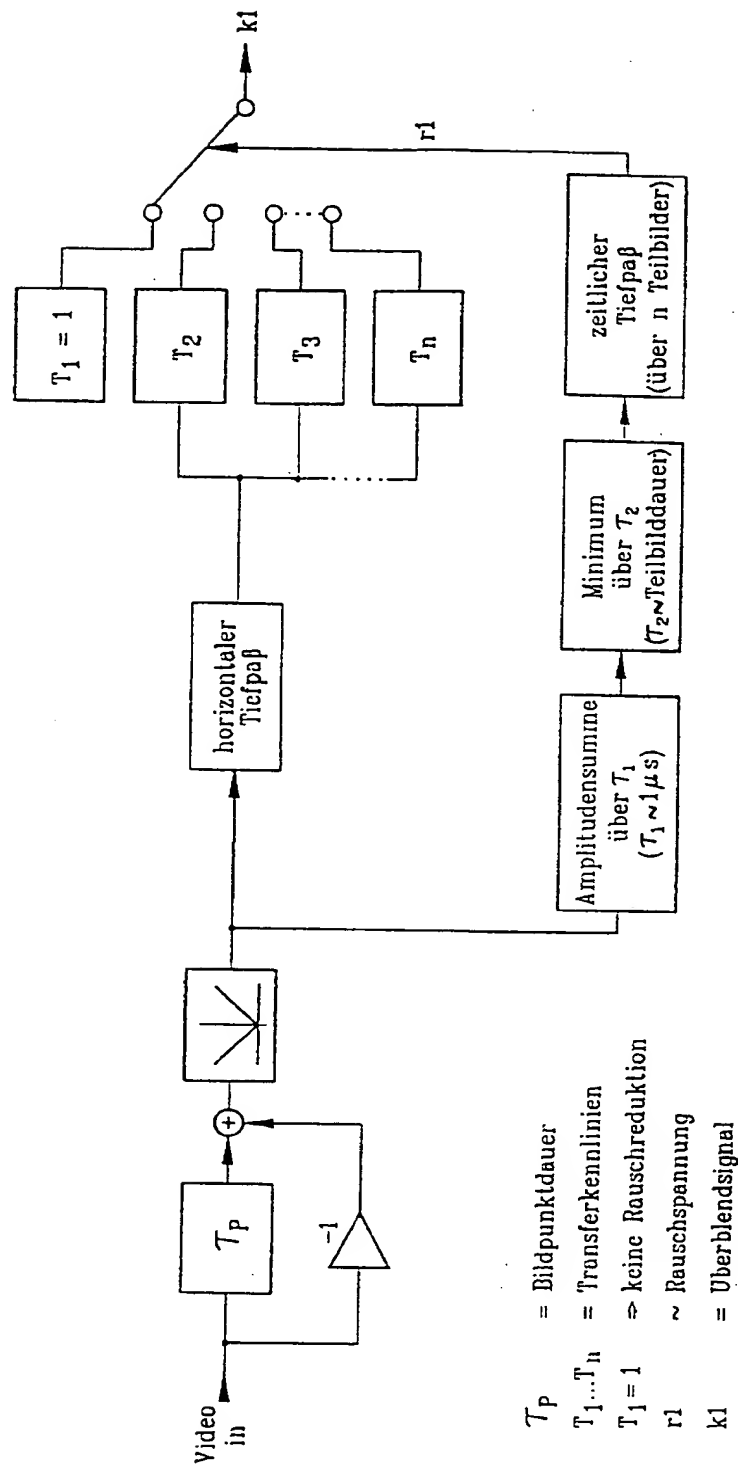 Video
in
τp
-1
+
horizontaler
Tiefpaß
T1 = 1
T2
T3
Tn
k1
r1
Amplitudensumme
über τ1
(τ1 ~ 1μs)
Minimum
über τ2
(τ2~Teilbilddauer)
zeitlicher
Tiefpaß
(über n Teilbilder)
τp = Bildpunktdauer
T1...Tn = Transferkennlinien
T1 = 1 ⇒ keine Rauschreduktion
r1 ~ Rauschspannung
k1 = Überblendsignal